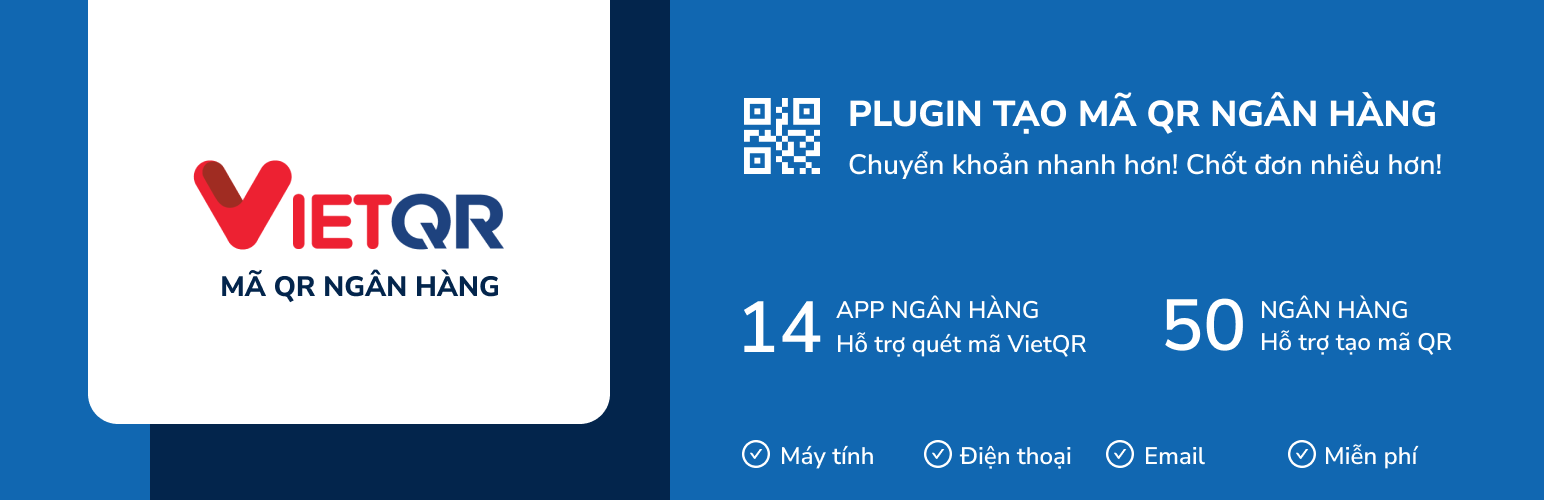 VIETQR
MÃ QR NGÂN HÀNG
PLUGIN TẠO MÃ QR NGÂN HÀNG
Chuyển khoản nhanh hơn! Chốt đơn nhiều hơn!
14 APP NGÂN HÀNG
Hỗ trợ quét mã VietQR
50 NGÂN HÀNG
Hỗ trợ tạo mã QR
Máy tính
Điện thoại
Email
Miễn phí